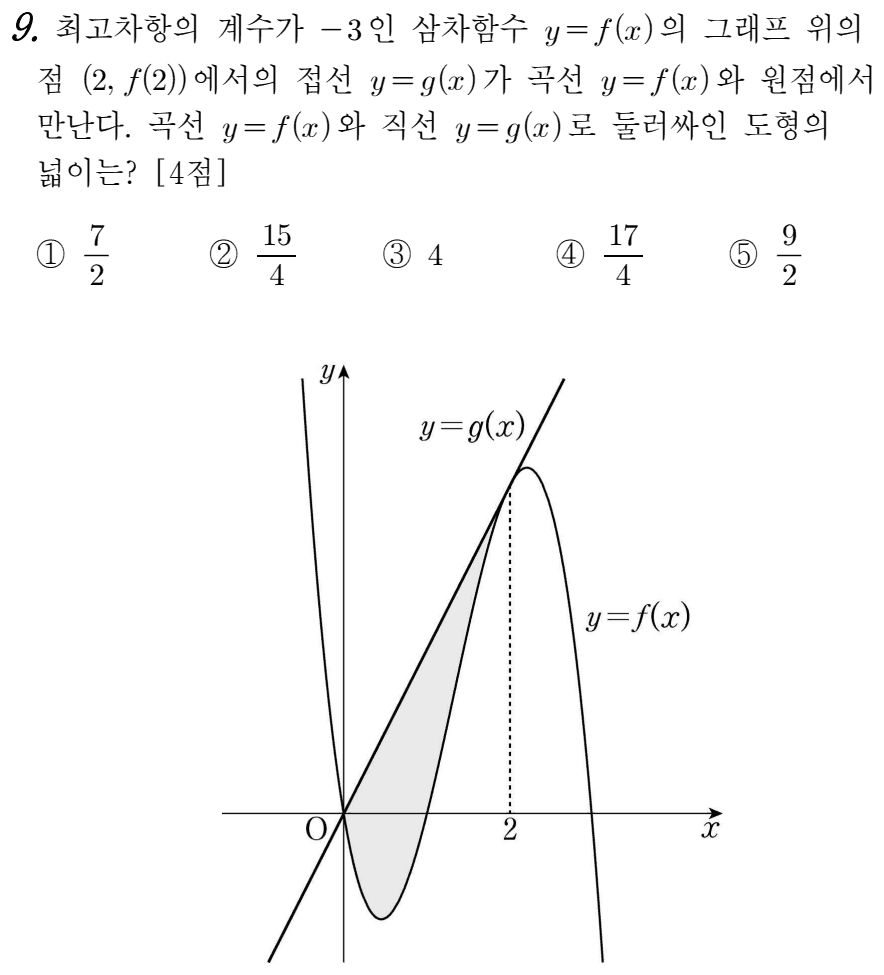 9. 최고차항의 계수가 −3인 삼차함수 y=f(x)의 그래프 위의
점 (2, f(2))에서의 접선 y=g(x)가 곡선 y=f(x)와 원점에서
만난다. 곡선 y=f(x)와 직선 y=g(x)로 둘러싸인 도형의
넓이는? [4점]
① 7/2 ② 15/4 ③ 4 ④ 17/4 ⑤ 9/2
y
y=g(x)
y=f(x)
O 2 x